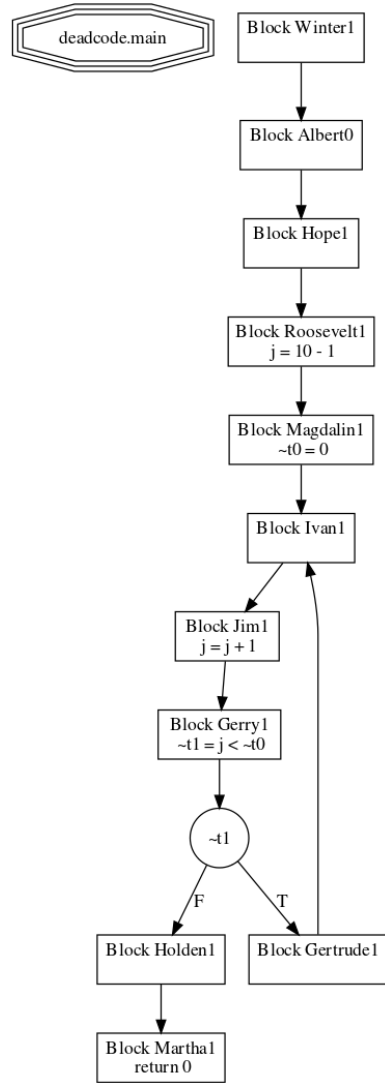 deadcode.main
Block Winter1
Block Albert0
Block Hope1
Block Roosevelt1
j = 10 - 1
Block Magdalin1
~t0 = 0
Block Ivan1
Block Jim1
j = j + 1
Block Gerry1
~t1 = j < ~t0
~t1
F
T
Block Holden1
Block Gertrude1
Block Martha1
return 0